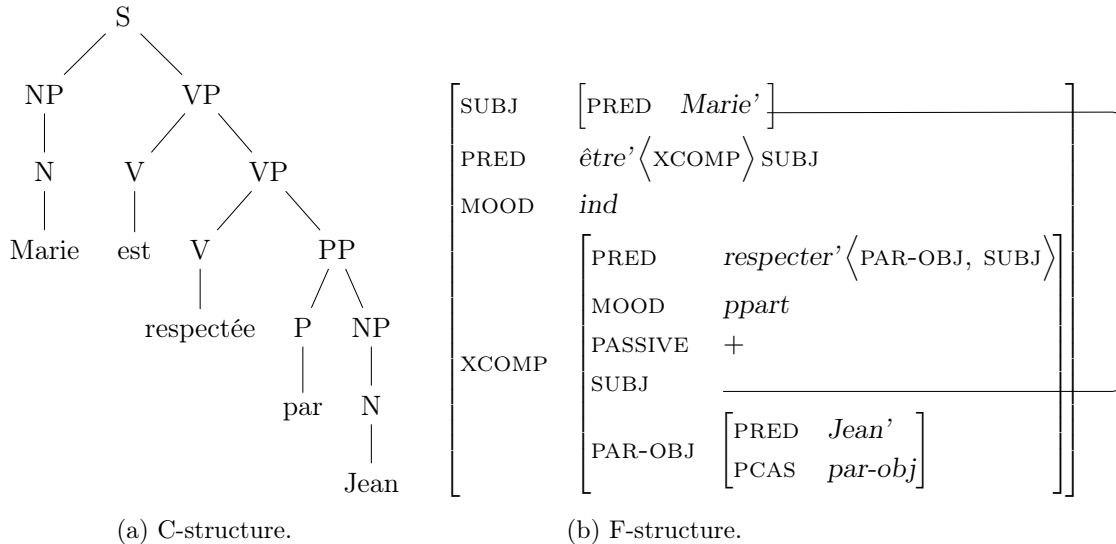 S
NP VP
N V VP
Marie est V PP
respectée P NP
par N
Jean
(a) C-structure.
SUBJ [PRED Marie’]
PRED être’⟨XCOMP⟩SUBJ
MOOD ind
XCOMP
PRED respecter’⟨PAR-OBJ, SUBJ⟩
MOOD ppart
PASSIVE +
SUBJ
PAR-OBJ
PRED Jean’
PCAS par-obj
(b) F-structure.